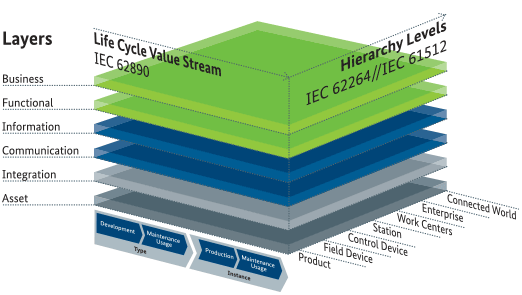 Layers
Life Cycle Value Stream
IEC 62890
Hierarchy Levels
IEC 62264//IEC 61512
Business
Functional
Information
Communication
Integration
Asset
Development
Maintenance
Usage
Type
Production
Maintenance
Usage
Instance
Connected World
Enterprise
Work Centers
Station
Control Device
Field Device
Product